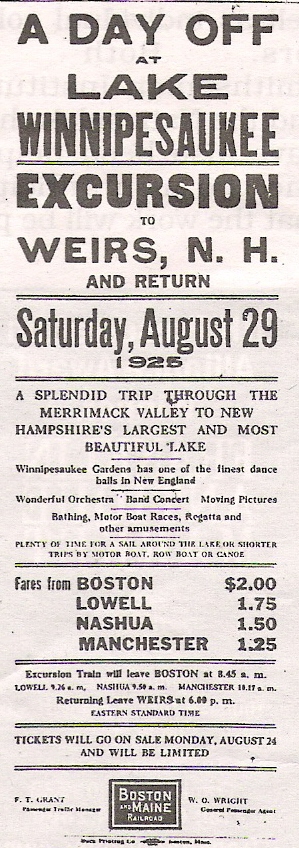 A DAY OFF
AT
LAKE
WINNIPESAUKEE
EXCURSION
TO
WEIRS, N. H.
AND RETURN
Saturday, August 29
1925
A SPLENDID TRIP THROUGH THE
MERRIMACK VALLEY TO NEW
HAMPSHIRE'S LARGEST AND MOST
BEAUTIFUL LAKE
Winnipesaukee Gardens has one of the finest dance
halls in New England
Wonderful Orchestra Band Concert Moving Pictures
Bathing, Motor Boat Races, Regatta and
other amusements
PLENTY OF TIME FOR A SAIL AROUND THE LAKE OR SHORTER
TRIPS BY MOTOR BOAT, ROW BOAT OR CANOE
Fares from BOSTON $2.00
LOWELL 1.75
NASHUA 1.50
MANCHESTER 1.25
Excursion Train will leave BOSTON at 8.45 a. m.
LOWELL 9.26 a. m, NASHUA 9.50 a. m. MANCHESTER 10.17 a. m.
Returning Leave WEIRS at 6.00 p. m.
EASTERN STANDARD TIME
TICKETS WILL GO ON SALE MONDAY, AUGUST 24
AND WILL BE LIMITED
F. T. GRANT
Passenger Traffic Manager
BOSTON
AND MAINE
RAILROAD
W. O. WRIGHT
General Passenger Agent
Printing Co Boston, Mass.